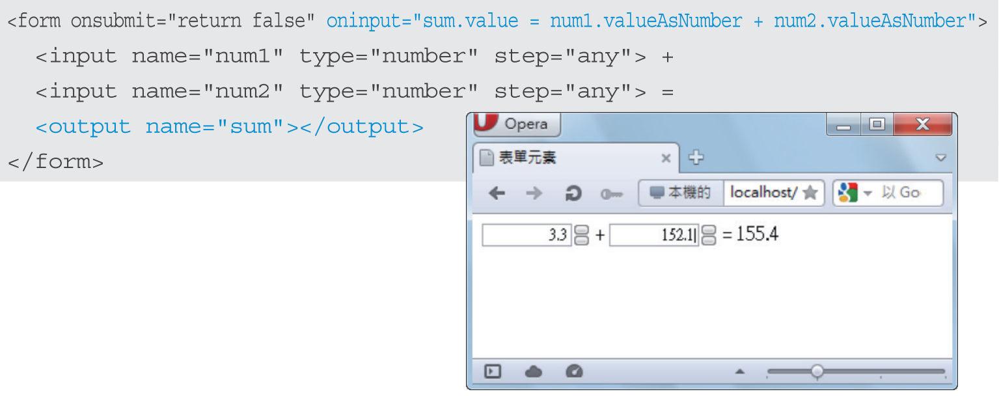 <form onsubmit="return false" oninput="sum.value = num1.valueAsNumber + num2.valueAsNumber">
<input name="num1" type="number" step="any"> +
<input name="num2" type="number" step="any"> =
<output name="sum"></output>
</form>
Opera
表單元素
本機的 localhost/ 以 Go
3.3 + 152.1 = 155.4